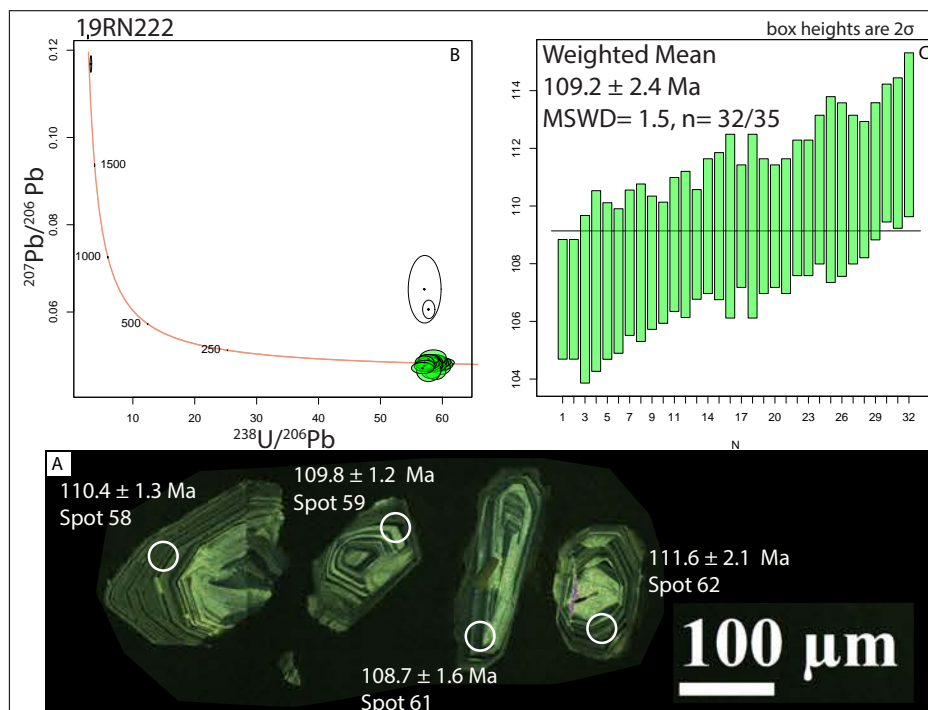 19RN222
box heights are 2σ
B
0.12
0.10
0.08
0.06
207Pb/206 Pb
1500
1000
500
250
10 20 30 40 50 60
238U/206Pb
C
Weighted Mean
109.2 ± 2.4 Ma
MSWD= 1.5, n= 32/35
114
112
110
108
106
104
1 3 5 7 9 11 14 17 20 23 26 29 32
N
A
110.4 ± 1.3 Ma
Spot 58
109.8 ± 1.2 Ma
Spot 59
108.7 ± 1.6 Ma
Spot 61
111.6 ± 2.1 Ma
Spot 62
100 µm